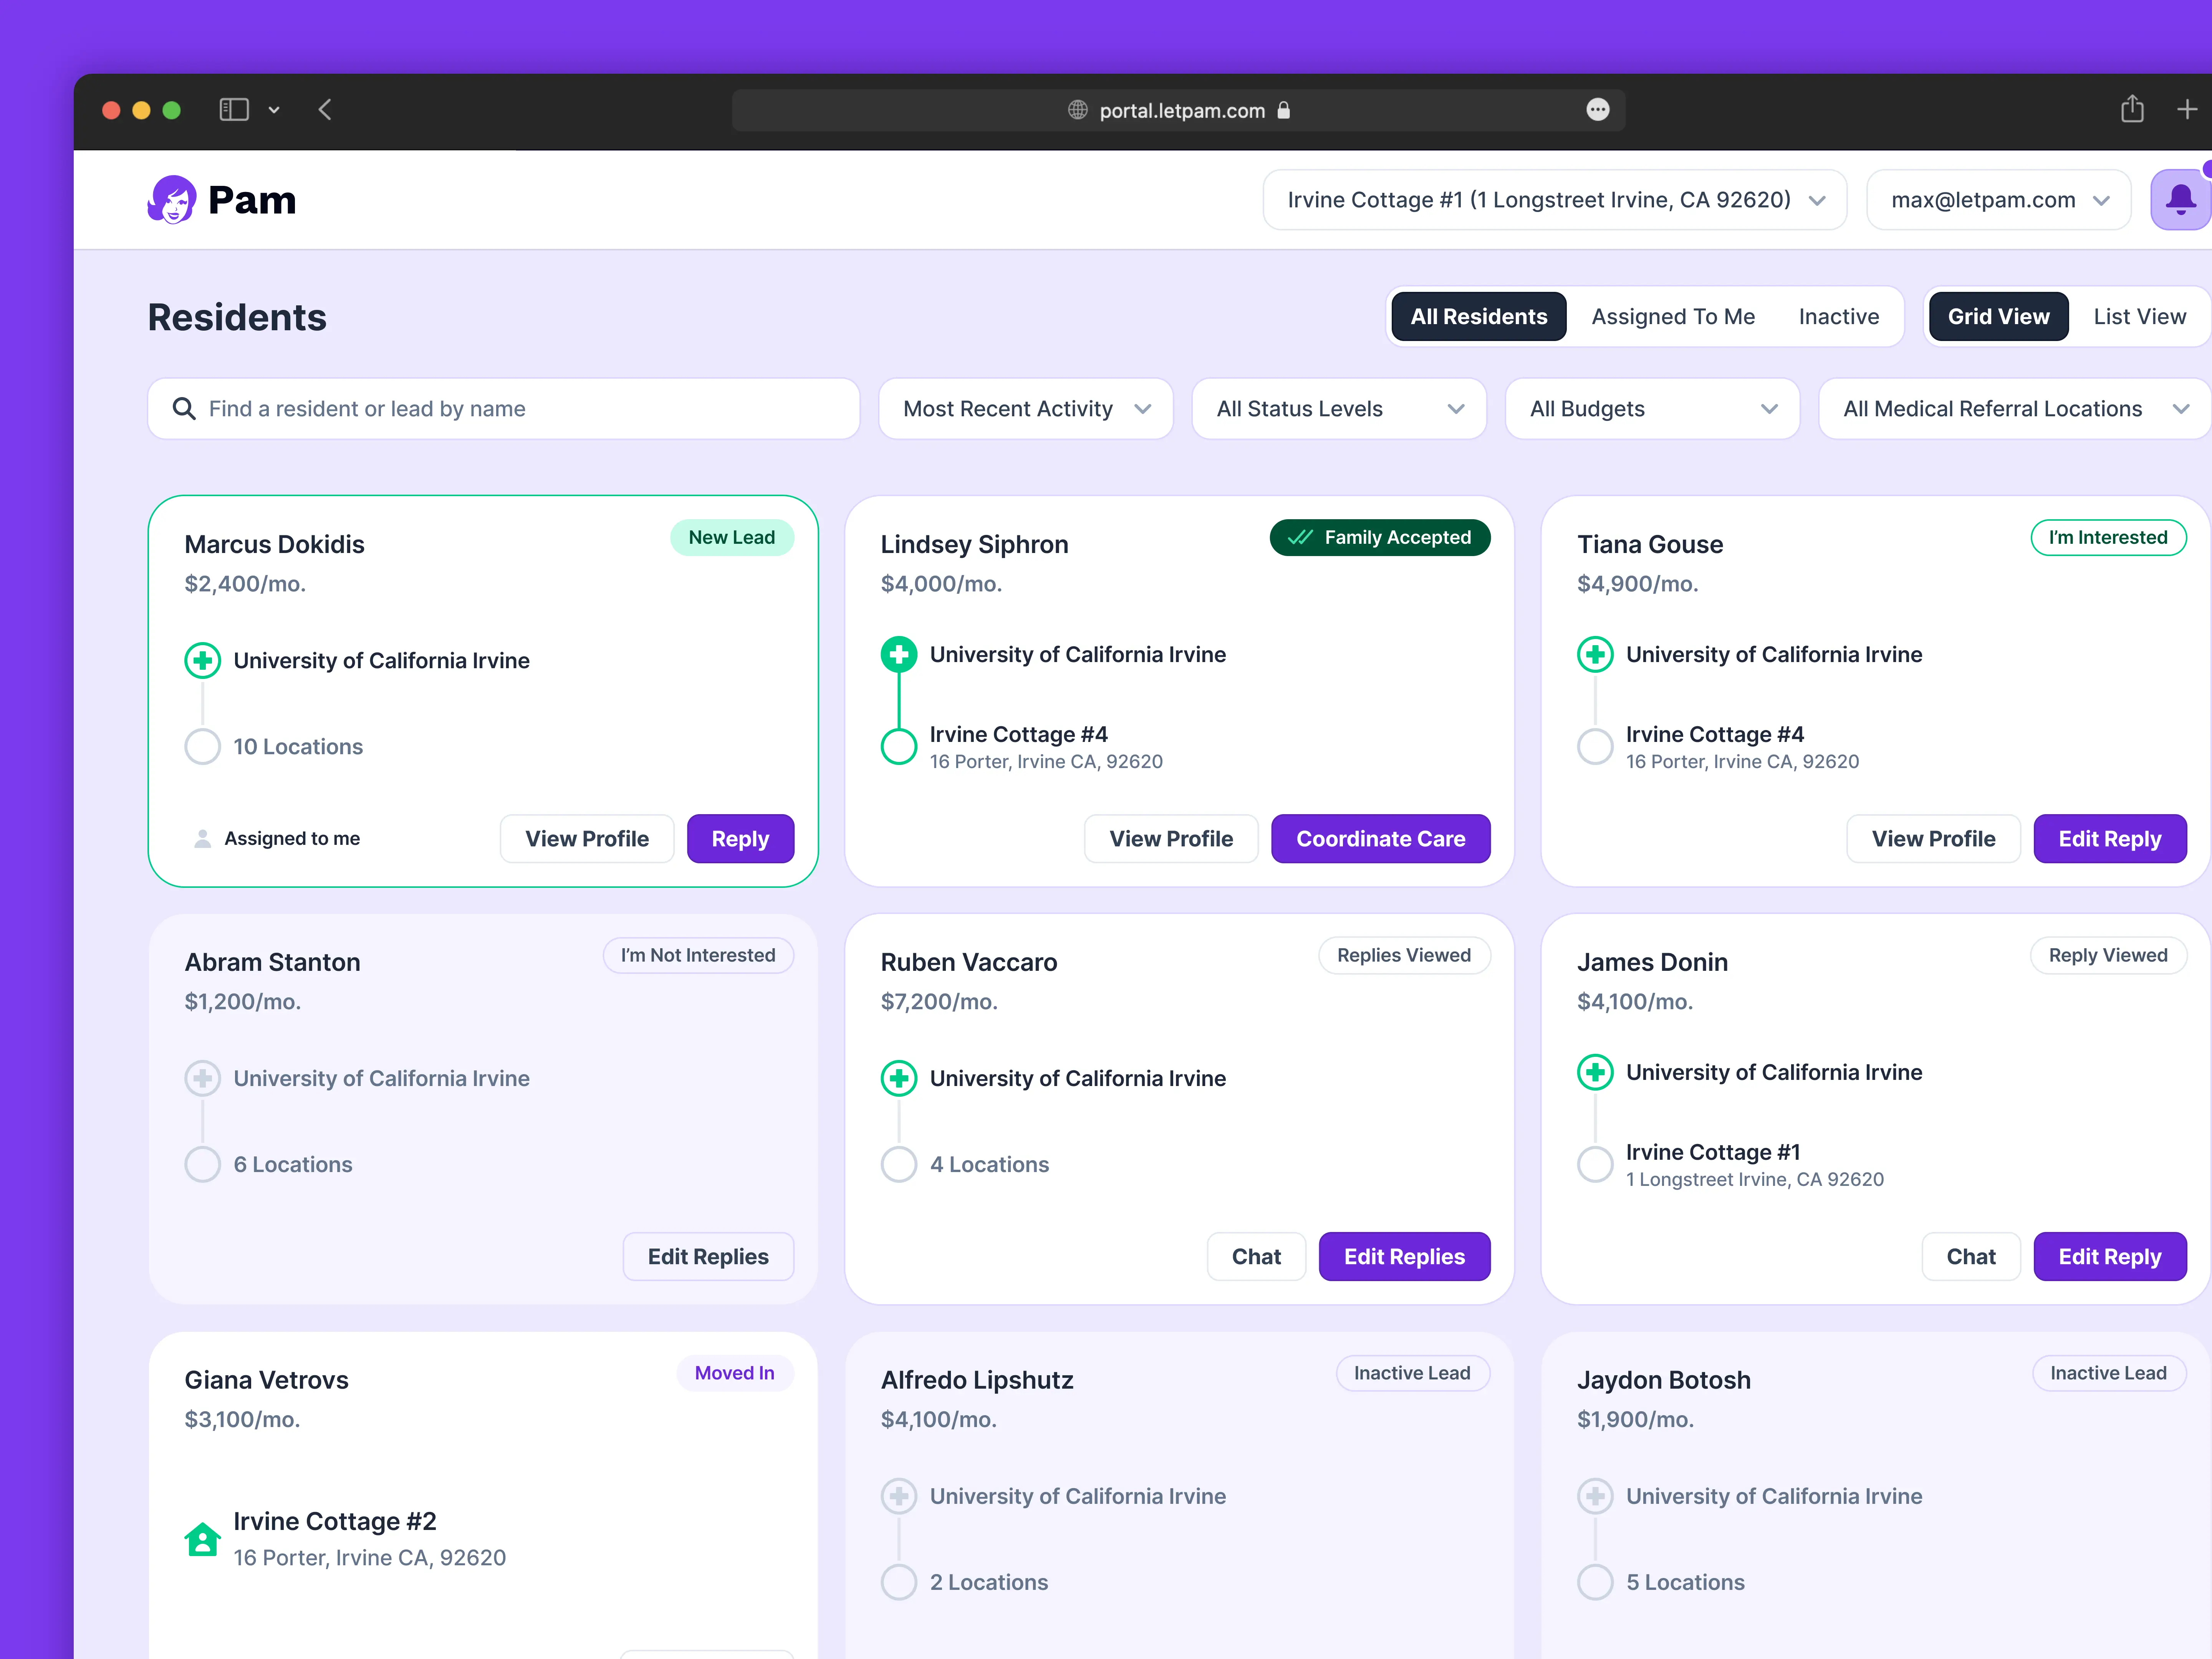 portal.letpam.com
Pam
Irvine Cottage #1 (1 Longstreet Irvine, CA 92620)
max@letpam.com
Residents
All Residents
Assigned To Me
Inactive
Grid View
List View
Find a resident or lead by name
Most Recent Activity
All Status Levels
All Budgets
All Medical Referral Locations
Marcus Dokidis
New Lead
$2,400/mo.
University of California Irvine
10 Locations
Assigned to me
View Profile
Reply
Lindsey Siphron
Family Accepted
$4,000/mo.
University of California Irvine
Irvine Cottage #4
16 Porter, Irvine CA, 92620
View Profile
Coordinate Care
Tiana Gouse
I’m Interested
$4,900/mo.
University of California Irvine
Irvine Cottage #4
16 Porter, Irvine CA, 92620
View Profile
Edit Reply
Abram Stanton
I’m Not Interested
$1,200/mo.
University of California Irvine
6 Locations
Edit Replies
Ruben Vaccaro
Replies Viewed
$7,200/mo.
University of California Irvine
4 Locations
Chat
Edit Replies
James Donin
Reply Viewed
$4,100/mo.
University of California Irvine
Irvine Cottage #1
1 Longstreet Irvine, CA 92620
Chat
Edit Reply
Giana Vetrovs
Moved In
$3,100/mo.
Irvine Cottage #2
16 Porter, Irvine CA, 92620
Alfredo Lipshutz
Inactive Lead
$4,100/mo.
University of California Irvine
2 Locations
Jaydon Botosh
Inactive Lead
$1,900/mo.
University of California Irvine
5 Locations